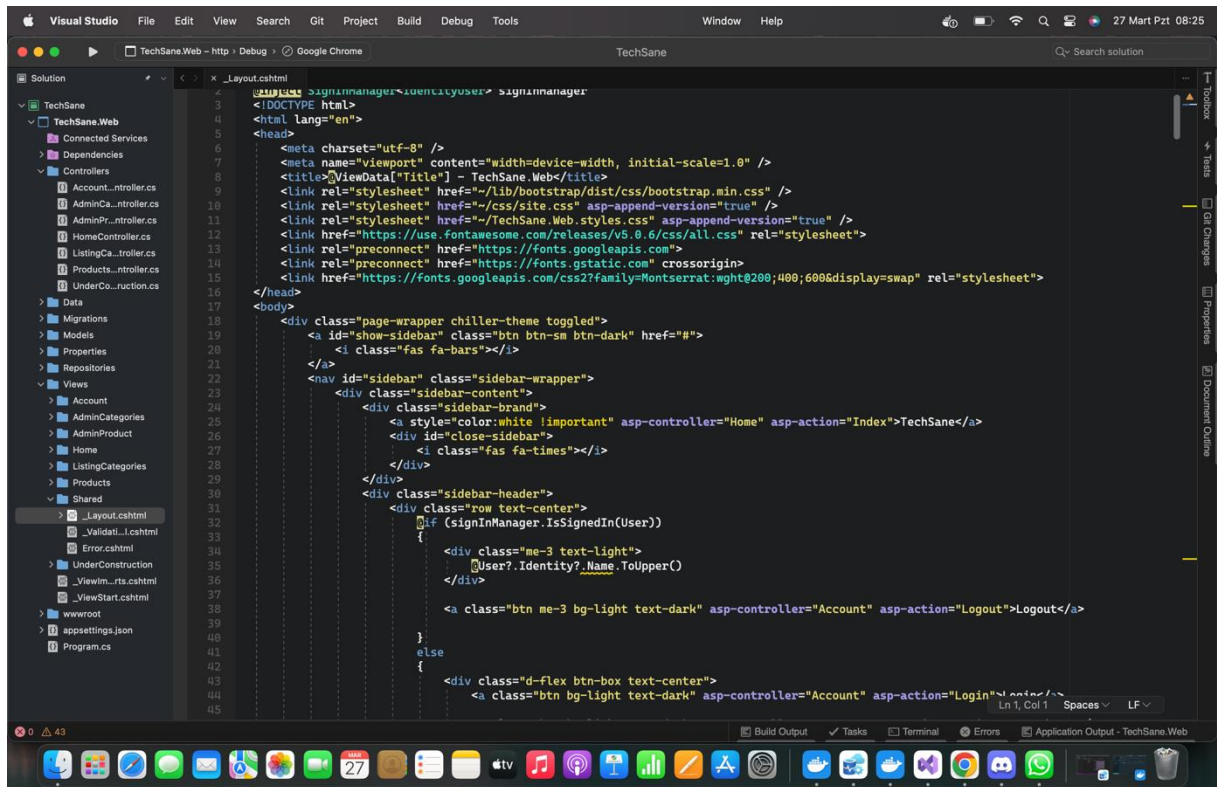 Visual Studio File Edit View Search Git Project Build Debug Tools Window Help 27 Mart Pzt 08:25
TechSane.Web – http › Debug › Google Chrome TechSane Search solution
Solution
_Layout.cshtml
TechSane
TechSane.Web
Connected Services
Dependencies
Controllers
Account...ntroller.cs
AdminCa...ntroller.cs
AdminPr...ntroller.cs
HomeController.cs
ListingCa...troller.cs
Products...ntroller.cs
UnderCo...ruction.cs
Data
Migrations
Models
Properties
Repositories
Views
Account
AdminCategories
AdminProduct
Home
ListingCategories
Products
Shared
_Layout.cshtml
_Validati...l.cshtml
Error.cshtml
UnderConstruction
_ViewIm...rts.cshtml
_ViewStart.cshtml
wwwroot
appsettings.json
Program.cs
2 @inject SignInManager<IdentityUser> signInManager
3 <!DOCTYPE html>
4 <html lang="en">
5 <head>
6 <meta charset="utf-8" />
7 <meta name="viewport" content="width=device-width, initial-scale=1.0" />
8 <title>@ViewData["Title"] - TechSane.Web</title>
9 <link rel="stylesheet" href="~/lib/bootstrap/dist/css/bootstrap.min.css" />
10 <link rel="stylesheet" href="~/css/site.css" asp-append-version="true" />
11 <link rel="stylesheet" href="~/TechSane.Web.styles.css" asp-append-version="true" />
12 <link href="https://use.fontawesome.com/releases/v5.0.6/css/all.css" rel="stylesheet">
13 <link rel="preconnect" href="https://fonts.googleapis.com">
14 <link rel="preconnect" href="https://fonts.gstatic.com" crossorigin>
15 <link href="https://fonts.googleapis.com/css2?family=Montserrat:wght@200;400;600&display=swap" rel="stylesheet">
16 </head>
17 <body>
18 <div class="page-wrapper chiller-theme toggled">
19 <a id="show-sidebar" class="btn btn-sm btn-dark" href="#">
20 <i class="fas fa-bars"></i>
21 </a>
22 <nav id="sidebar" class="sidebar-wrapper">
23 <div class="sidebar-content">
24 <div class="sidebar-brand">
25 <a style="color:white !important" asp-controller="Home" asp-action="Index">TechSane</a>
26 <div id="close-sidebar">
27 <i class="fas fa-times"></i>
28 </div>
29 </div>
30 <div class="sidebar-header">
31 <div class="row text-center">
32 @if (signInManager.IsSignedIn(User))
33 {
34 <div class="me-3 text-light">
35 @User?.Identity?.Name.ToUpper()
36 </div>
37
38 <a class="btn me-3 bg-light text-dark" asp-controller="Account" asp-action="Logout">Logout</a>
39
40 }
41 else
42 {
43 <div class="d-flex btn-box text-center">
44 <a class="btn bg-light text-dark" asp-controller="Account" asp-action="Login">Login</a>
45
Ln 1, Col 1 Spaces LF
Toolbox
Tests
Git Changes
Properties
Document Outline
0 43 Build Output Tasks Terminal Errors Application Output - TechSane.Web
MAR
27
tv